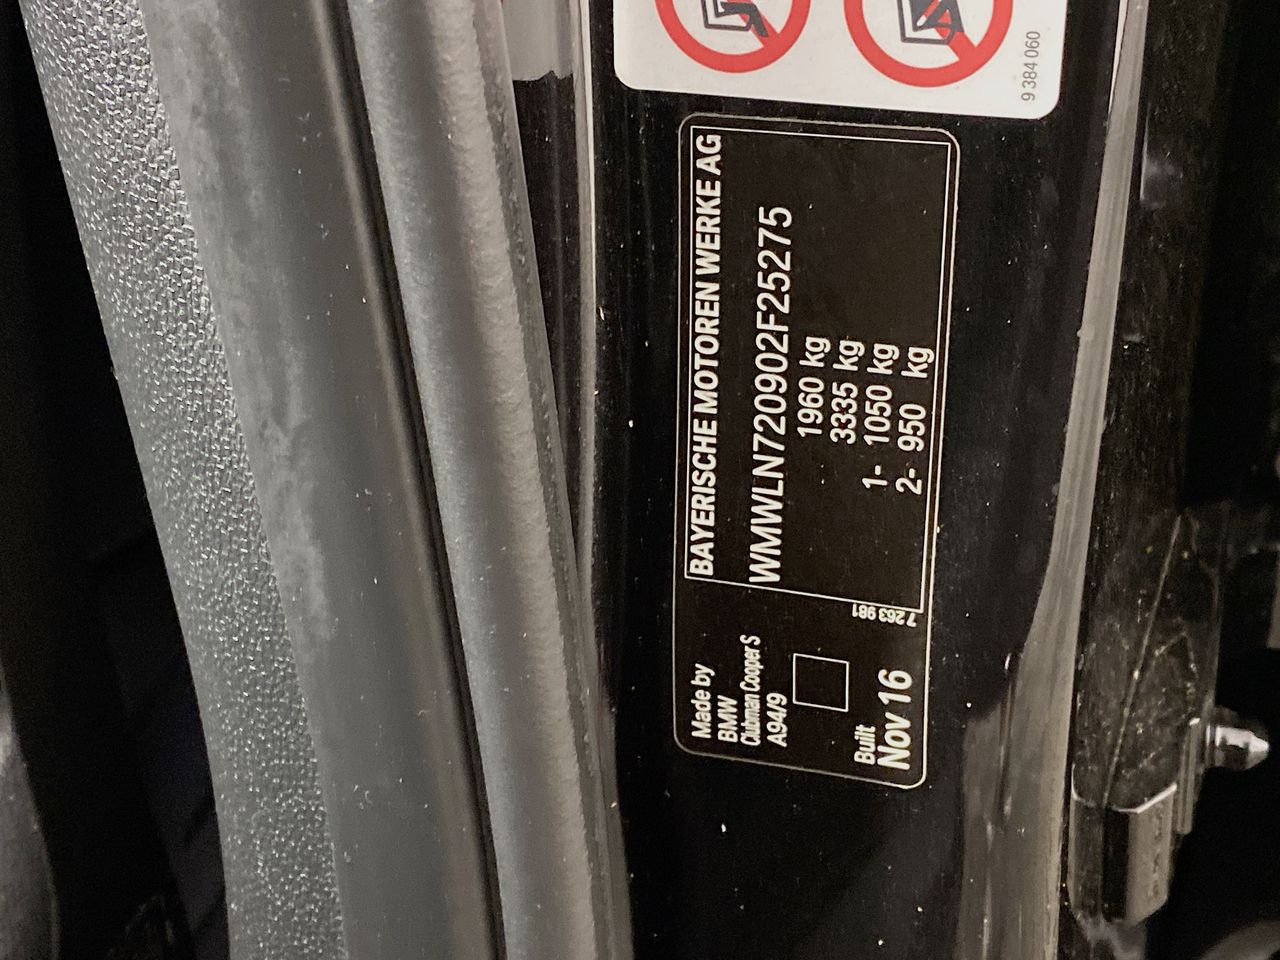 9 384 060
BAYERISCHE MOTOREN WERKE AG
WMWLN720902F25275
1960 kg
3335 kg
1- 1050 kg
2- 950 kg
7 263 981
Made by
BMW
Clubman Cooper S
A94/9
Built
Nov 16